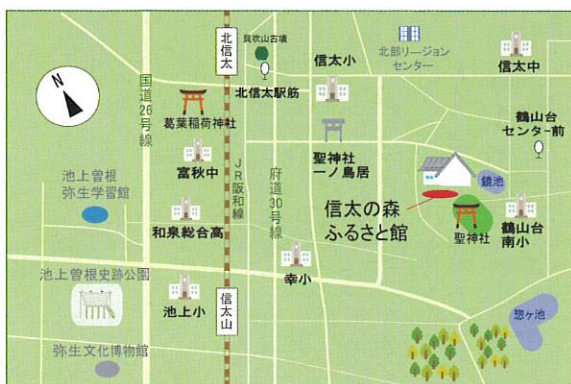 北信太
貝吹山古墳
北信太駅筋
信太小
北部リージョン
センター
信太中
N
国道26号線
葛葉稲荷神社
富秋中
JR阪和線
府道30号線
聖神社
一ノ鳥居
鶴山台
センター前
鏡池
池上曽根
弥生学習館
和泉総合高
信太の森
ふるさと館
聖神社
鶴山台
南小
池上曽根史跡公園
池上小
信太山
幸小
惣ヶ池
弥生文化博物館